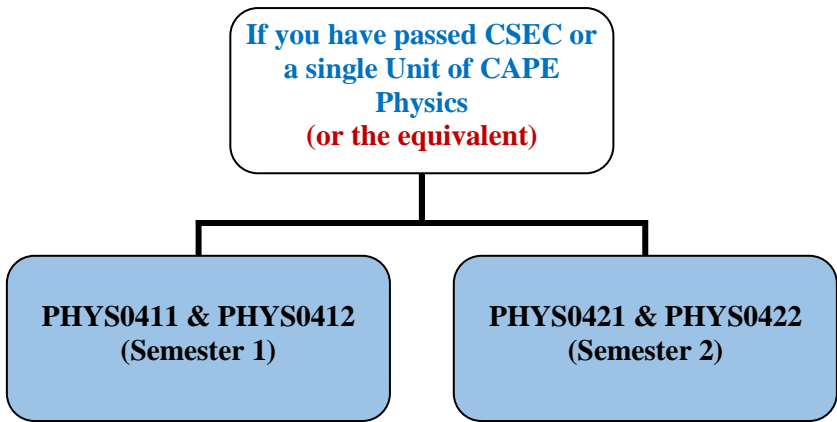 If you have passed CSEC or
a single Unit of CAPE
Physics
(or the equivalent)
PHYS0411 & PHYS0412
(Semester 1)
PHYS0421 & PHYS0422
(Semester 2)